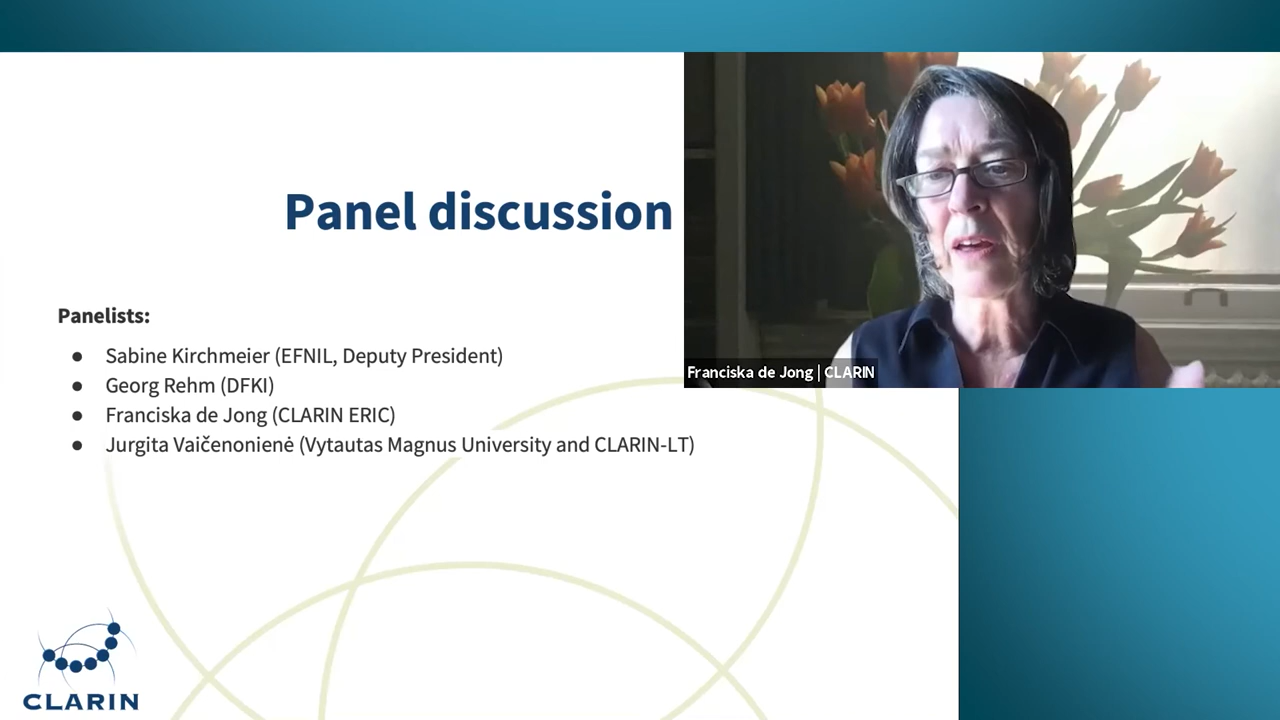 Panel discussion
Panelists:
● Sabine Kirchmeier (EFNIL, Deputy President)
● Georg Rehm (DFKI)
● Franciska de Jong (CLARIN ERIC)
● Jurgita Vaičenonienė (Vytautas Magnus University and CLARIN-LT)
Franciska de Jong | CLARIN
CLARIN